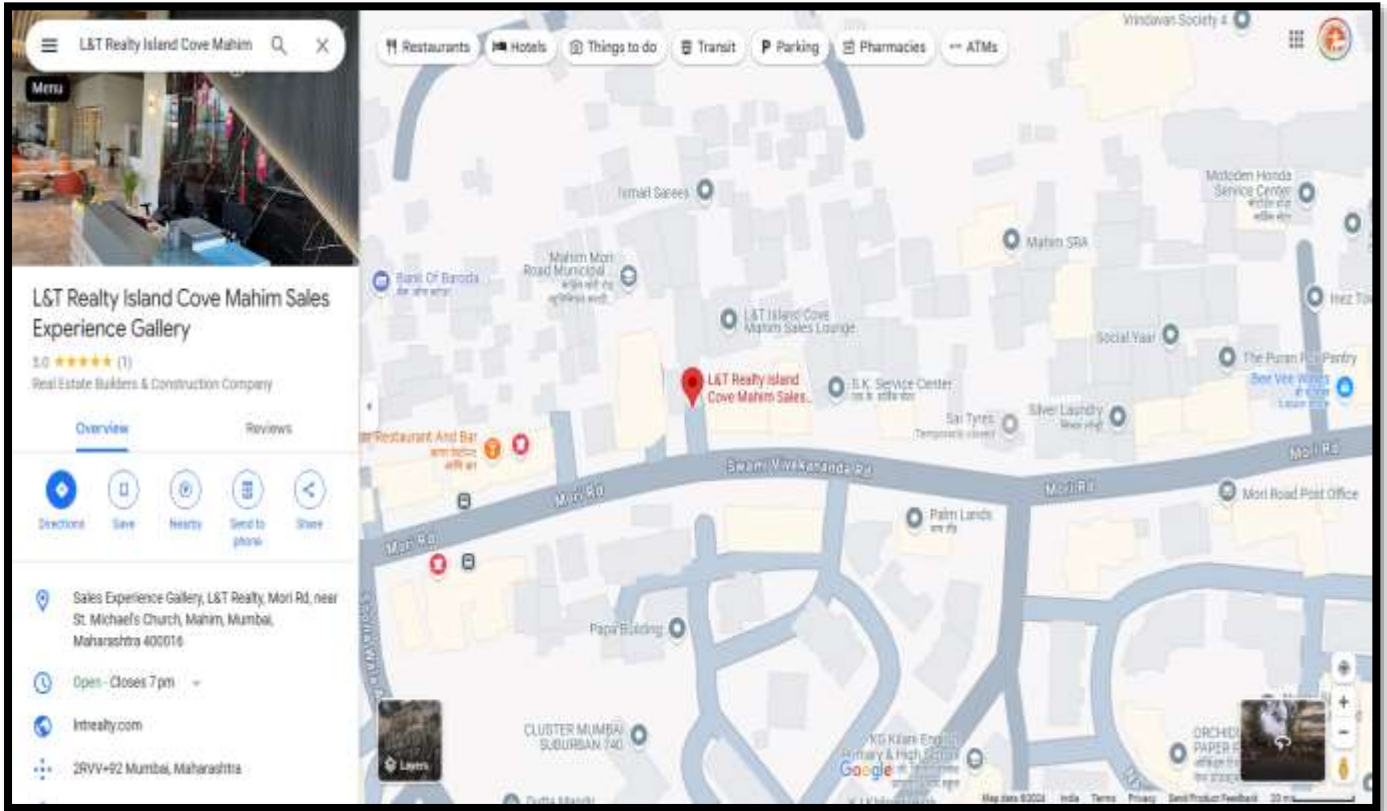 L&T Realty Island Cove Mahim
Menu
L&T Realty Island Cove Mahim Sales
Experience Gallery
5.0 ★★★★★ (1)
Real Estate Builders & Construction Company
Overview
Reviews
Directions
Save
Nearby
Send to
phone
Share
Sales Experience Gallery, L&T Realty, Mori Rd, near
St. Michael's Church, Mahim, Mumbai,
Maharashtra 400016
Open · Closes 7 pm
lntrealty.com
2RVV+92 Mumbai, Maharashtra
Restaurants
Hotels
Things to do
Transit
Parking
Pharmacies
ATMs
Vrindavan Society 4
Ismail Sarees
Motoden Honda
Service Center
Mahim SRA
Bank Of Baroda
Mahim Mori
Road Municipal...
L&T Island Cove
Mahim Sales Lounge
Social Yaar
The Puran Poli Pantry
Bee Vee Wines
L&T Realty Island
Cove Mahim Sales...
S.K. Service Center
Sai Tyres
Temporarily closed
Silver Laundry
Restaurant And Bar
Swami Vivekananda Rd
Mori Rd
Mori Rd
Mori Rd
Mori Rd
Mori Road Post Office
Palm Lands
Papa Building
CLUSTER MUMBAI
SUBURBAN 740
Layers
Google
Map data ©2024
India
Terms
Privacy
Send Product Feedback
20 m